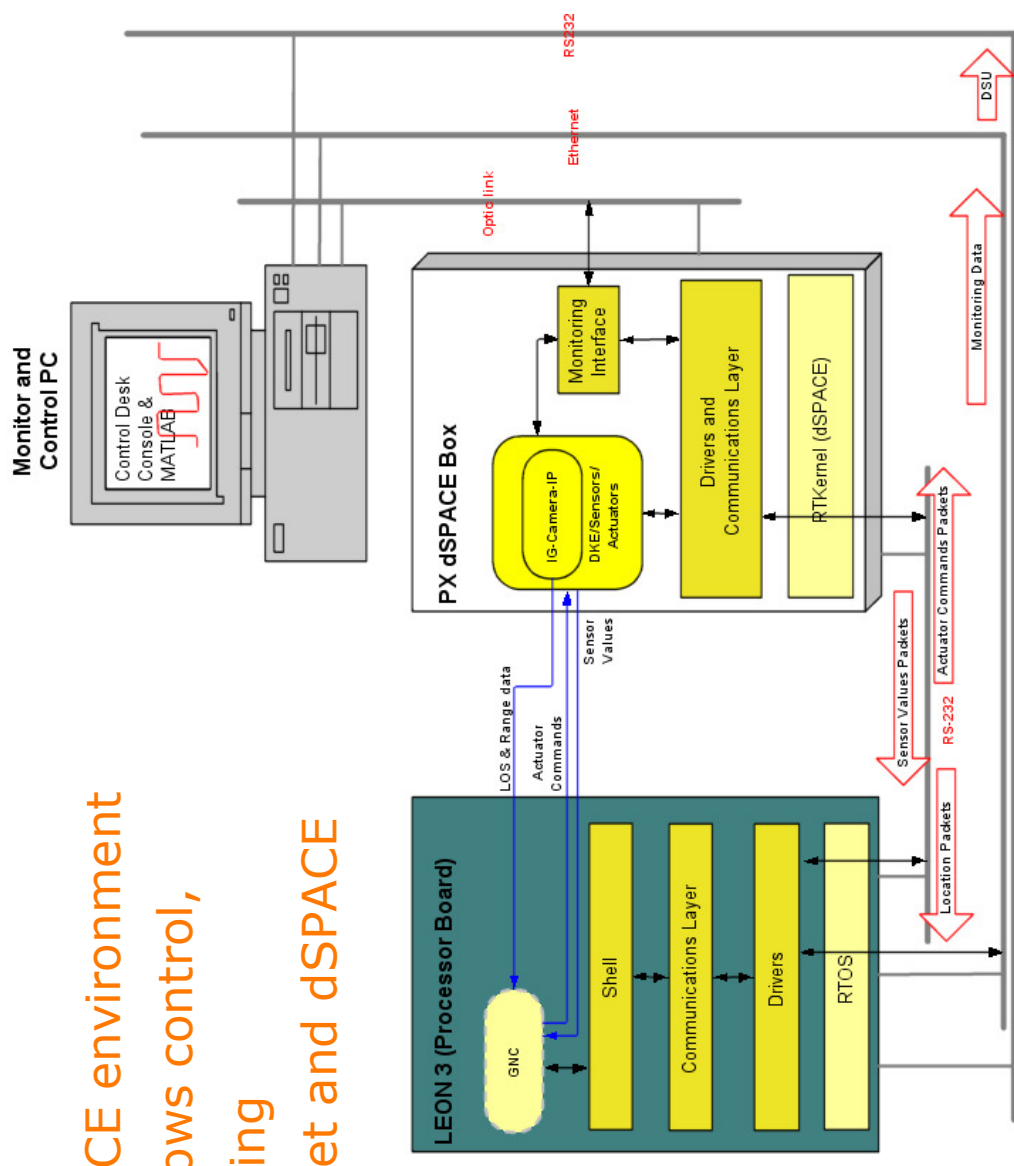 CE environment
ows control,
ing
et and dSPACE
Monitor and
Control PC
Control Desk
Console &
MATLAB
RS232
Ethernet
Optic link
LEON 3 (Processor Board)
GNC
Shell
Communications Layer
Drivers
RTOS
LOS & Range data
Actuator
Commands
Sensor
Values
PX dSPACE Box
IG-Camera-IP
DKE/Sensors/
Actuators
Monitoring
Interface
Drivers and
Communications Layer
RTKernel (dSPACE)
Sensor Values Packets
Location Packets
RS-232
Actuator Commands Packets
Monitoring Data
DSU